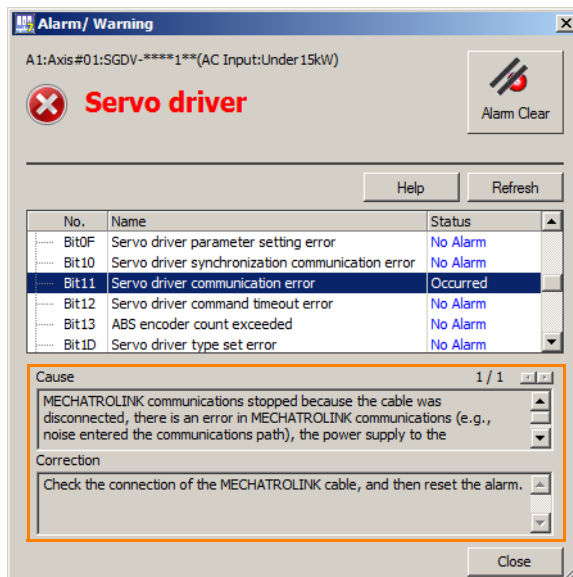 Alarm/ Warning
A1:Axis#01:SGDV-****1**(AC Input:Under15kW)
Servo driver
Alarm Clear
Help Refresh
No. Name Status
Bit0F Servo driver parameter setting error No Alarm
Bit10 Servo driver synchronization communication error No Alarm
Bit11 Servo driver communication error Occurred
Bit12 Servo driver command timeout error No Alarm
Bit13 ABS encoder count exceeded No Alarm
Bit1D Servo driver type set error No Alarm
Cause 1 / 1
MECHATROLINK communications stopped because the cable was
disconnected, there is an error in MECHATROLINK communications (e.g.,
noise entered the communications path), the power supply to the
Correction
Check the connection of the MECHATROLINK cable, and then reset the alarm.
Close